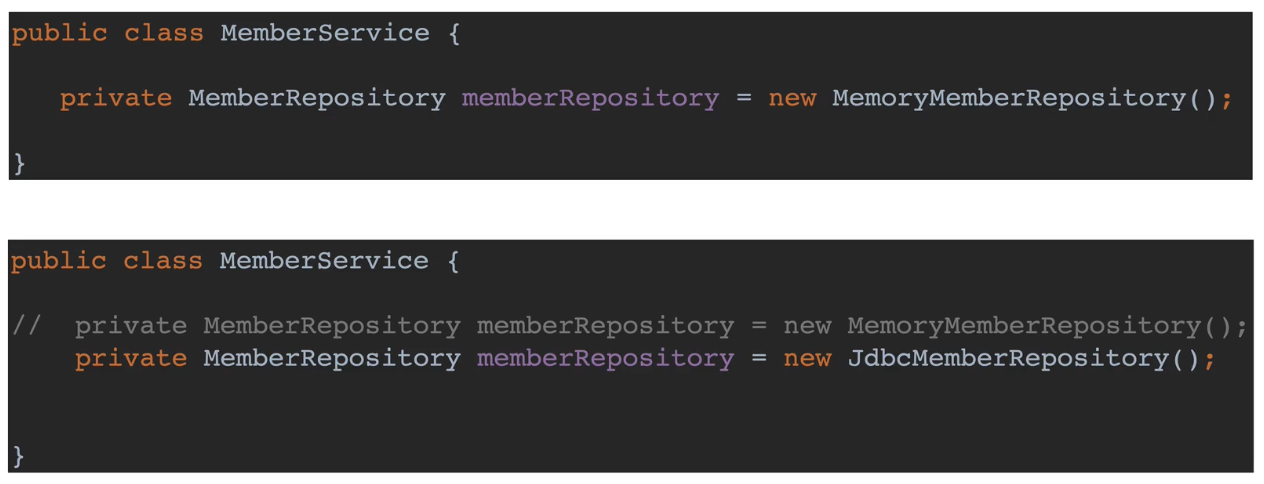 public class MemberService {
private MemberRepository memberRepository = new MemoryMemberRepository();
}
public class MemberService {
// private MemberRepository memberRepository = new MemoryMemberRepository();
private MemberRepository memberRepository = new JdbcMemberRepository();
}